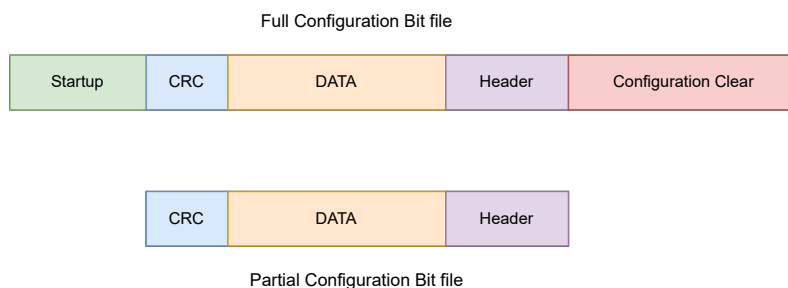 Full Configuration Bit file
Startup CRC DATA Header Configuration Clear
CRC DATA Header
Partial Configuration Bit file